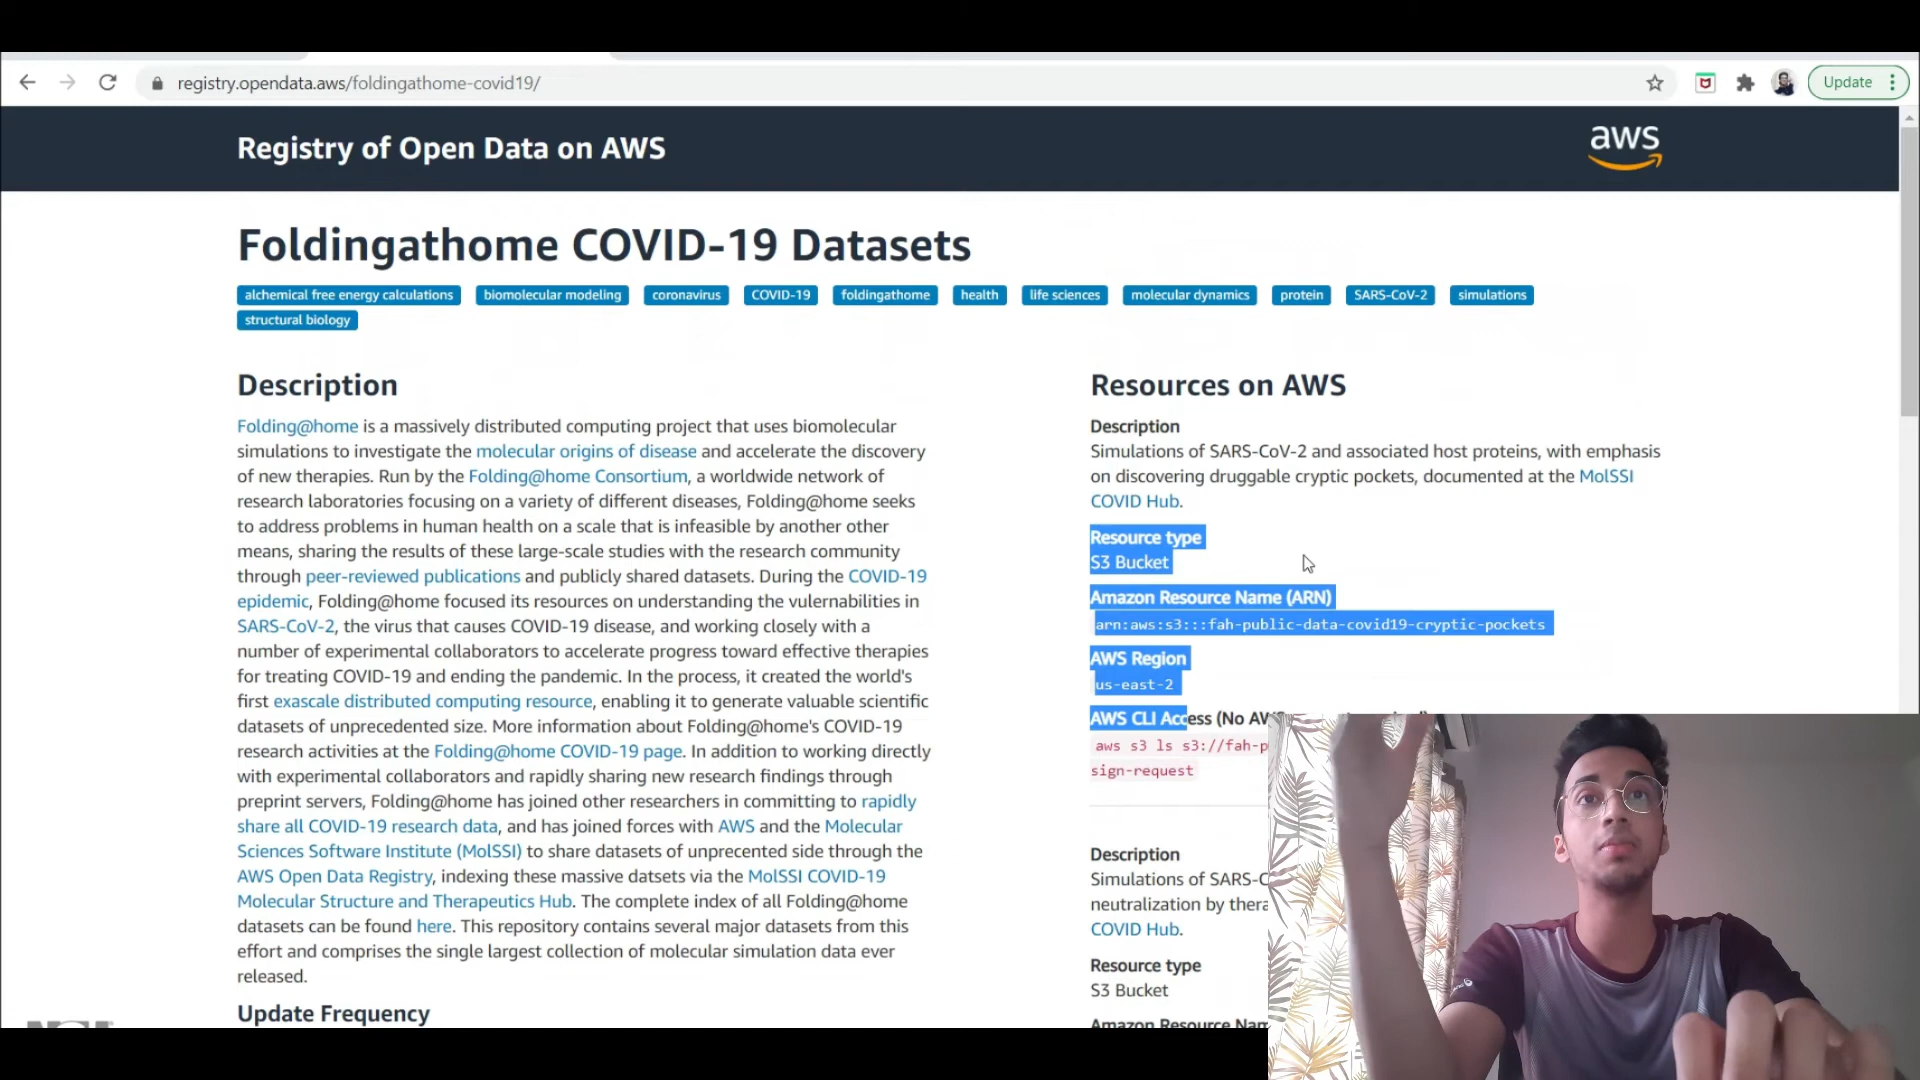 registry.opendata.aws/foldingathome-covid19/
Update
Registry of Open Data on AWS
aws
Foldingathome COVID-19 Datasets
alchemical free energy calculations biomolecular modeling coronavirus COVID-19 foldingathome health life sciences molecular dynamics protein SARS-CoV-2 simulations
structural biology
Description
Folding@home is a massively distributed computing project that uses biomolecular
simulations to investigate the molecular origins of disease and accelerate the discovery
of new therapies. Run by the Folding@home Consortium, a worldwide network of
research laboratories focusing on a variety of different diseases, Folding@home seeks
to address problems in human health on a scale that is infeasible by another other
means, sharing the results of these large-scale studies with the research community
through peer-reviewed publications and publicly shared datasets. During the COVID-19
epidemic, Folding@home focused its resources on understanding the vulernabilities in
SARS-CoV-2, the virus that causes COVID-19 disease, and working closely with a
number of experimental collaborators to accelerate progress toward effective therapies
for treating COVID-19 and ending the pandemic. In the process, it created the world's
first exascale distributed computing resource, enabling it to generate valuable scientific
datasets of unprecedented size. More information about Folding@home's COVID-19
research activities at the Folding@home COVID-19 page. In addition to working directly
with experimental collaborators and rapidly sharing new research findings through
preprint servers, Folding@home has joined other researchers in committing to rapidly
share all COVID-19 research data, and has joined forces with AWS and the Molecular
Sciences Software Institute (MolSSI) to share datasets of unprecented side through the
AWS Open Data Registry, indexing these massive datsets via the MolSSI COVID-19
Molecular Structure and Therapeutics Hub. The complete index of all Folding@home
datasets can be found here. This repository contains several major datasets from this
effort and comprises the single largest collection of molecular simulation data ever
released.
Update Frequency
Resources on AWS
Description
Simulations of SARS-CoV-2 and associated host proteins, with emphasis
on discovering druggable cryptic pockets, documented at the MolSSI
COVID Hub.
Resource type
S3 Bucket
Amazon Resource Name (ARN)
arn:aws:s3:::fah-public-data-covid19-cryptic-pockets
AWS Region
us-east-2
AWS CLI Access (No AW
aws s3 ls s3://fah-p
sign-request
Description
Simulations of SARS-C
neutralization by thera
COVID Hub.
Resource type
S3 Bucket
Amazon Resource Nam